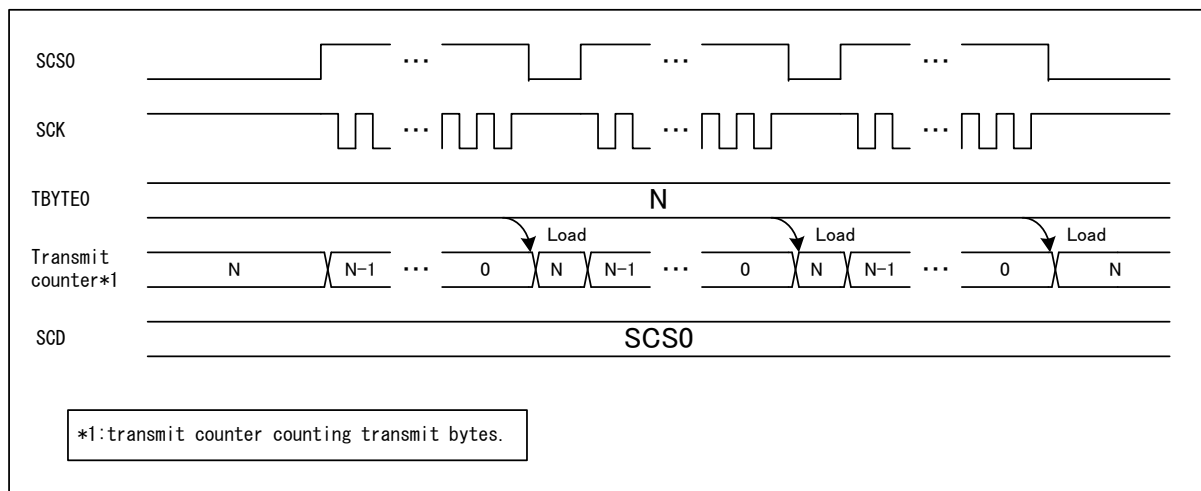 SCS0
... ... ...
SCK
... ... ...
TBYTE0
N
Load Load Load
Transmit
counter*1
N N-1 ... 0 N N-1 ... 0 N N-1 ... 0 N
SCD
SCS0
*1:transmit counter counting transmit bytes.